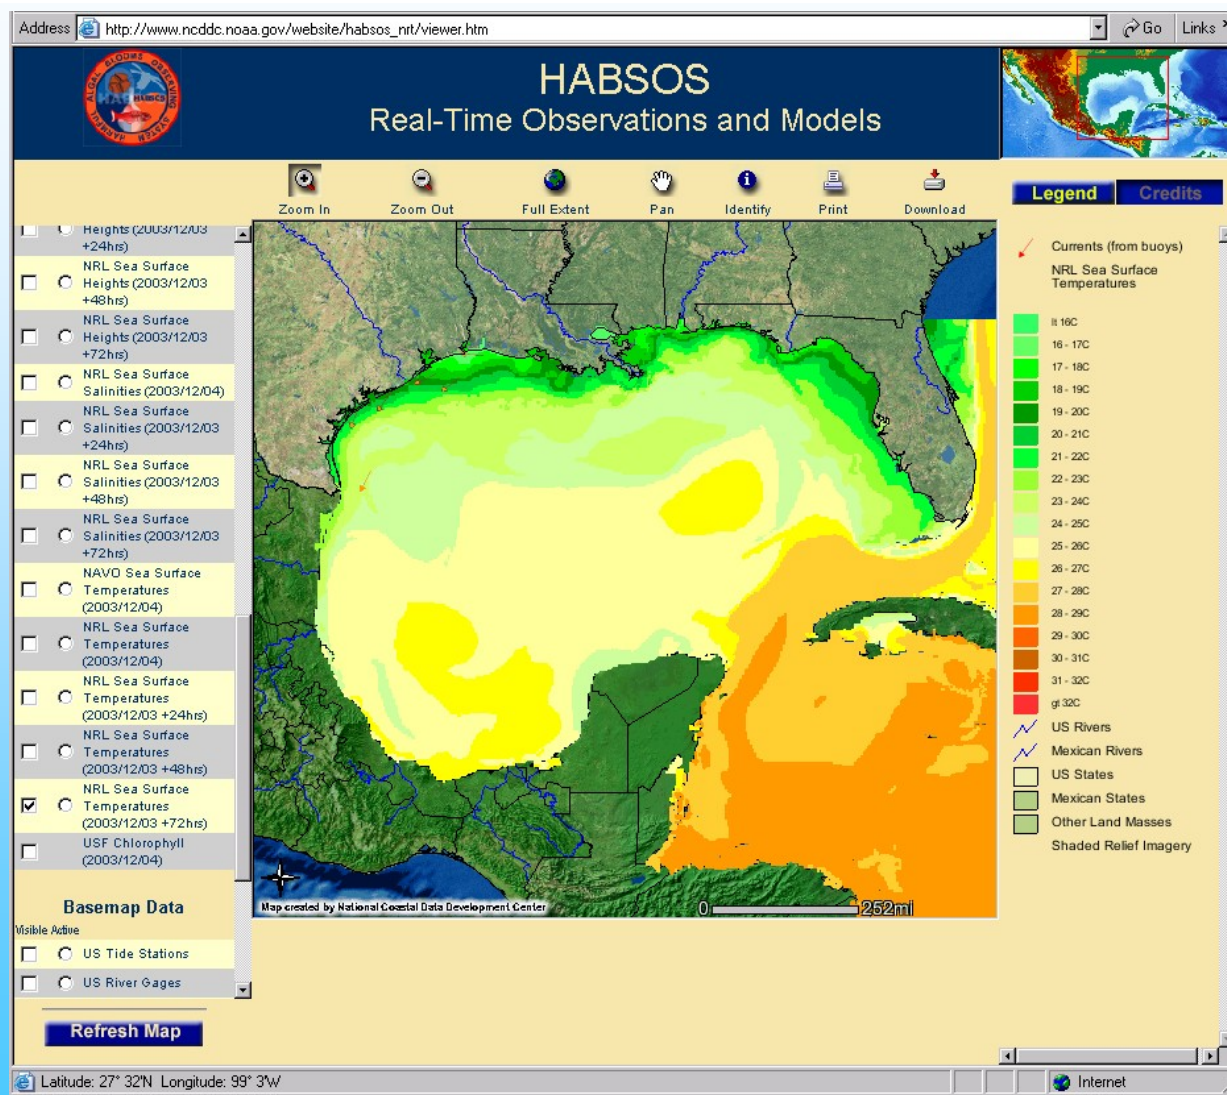 Address http://www.ncddc.noaa.gov/website/habsos_nrt/viewer.htm Go Links
HARMFUL ALGAL BLOOMS OBSERVING SYSTEM
HABSOS
Real-Time Observations and Models
Zoom In Zoom Out Full Extent Pan Identify Print Download
Legend Credits
Heights (2003/12/03
+24hrs)
NRL Sea Surface
Heights (2003/12/03
+48hrs)
NRL Sea Surface
Heights (2003/12/03
+72hrs)
NRL Sea Surface
Salinities (2003/12/04)
NRL Sea Surface
Salinities (2003/12/03
+24hrs)
NRL Sea Surface
Salinities (2003/12/03
+48hrs)
NRL Sea Surface
Salinities (2003/12/03
+72hrs)
NAVO Sea Surface
Temperatures
(2003/12/04)
NRL Sea Surface
Temperatures
(2003/12/04)
NRL Sea Surface
Temperatures
(2003/12/03 +24hrs)
NRL Sea Surface
Temperatures
(2003/12/03 +48hrs)
NRL Sea Surface
Temperatures
(2003/12/03 +72hrs)
USF Chlorophyll
(2003/12/04)
Basemap Data
Visible Active
US Tide Stations
US River Gages
Refresh Map
Map created by National Coastal Data Development Center
0 252mi
Currents (from buoys)
NRL Sea Surface
Temperatures
lt 16C
16 - 17C
17 - 18C
18 - 19C
19 - 20C
20 - 21C
21 - 22C
22 - 23C
23 - 24C
24 - 25C
25 - 26C
26 - 27C
27 - 28C
28 - 29C
29 - 30C
30 - 31C
31 - 32C
gt 32C
US Rivers
Mexican Rivers
US States
Mexican States
Other Land Masses
Shaded Relief Imagery
Latitude: 27° 32'N Longitude: 99° 3'W
Internet